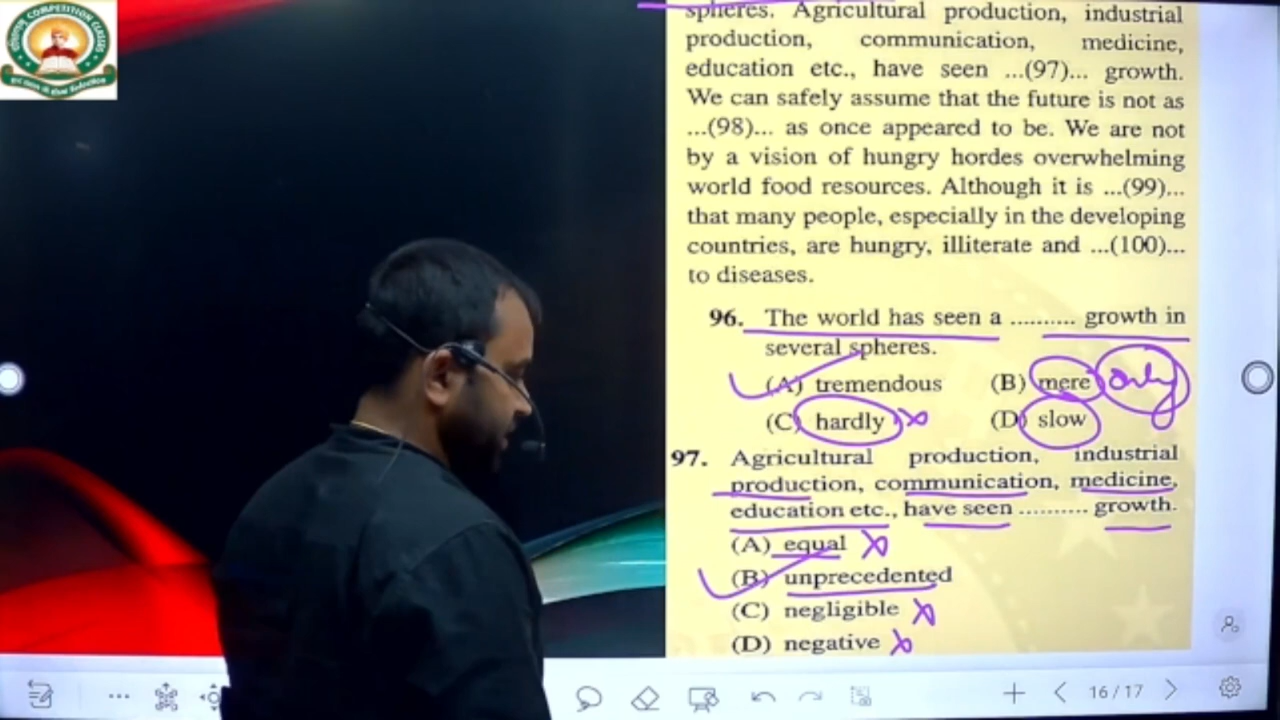 spheres. Agricultural production, industrial
production, communication, medicine,
education etc., have seen ...(97)... growth.
We can safely assume that the future is not as
...(98)... as once appeared to be. We are not
by a vision of hungry hordes overwhelming
world food resources. Although it is ...(99)...
that many people, especially in the developing
countries, are hungry, illiterate and ...(100)...
to diseases.
96. The world has seen a .......... growth in
several spheres.
(A) tremendous (B) mere only
(C) hardly (D) slow
97. Agricultural production, industrial
production, communication, medicine,
education etc., have seen .......... growth.
(A) equal
(B) unprecedented
(C) negligible
(D) negative
16/17